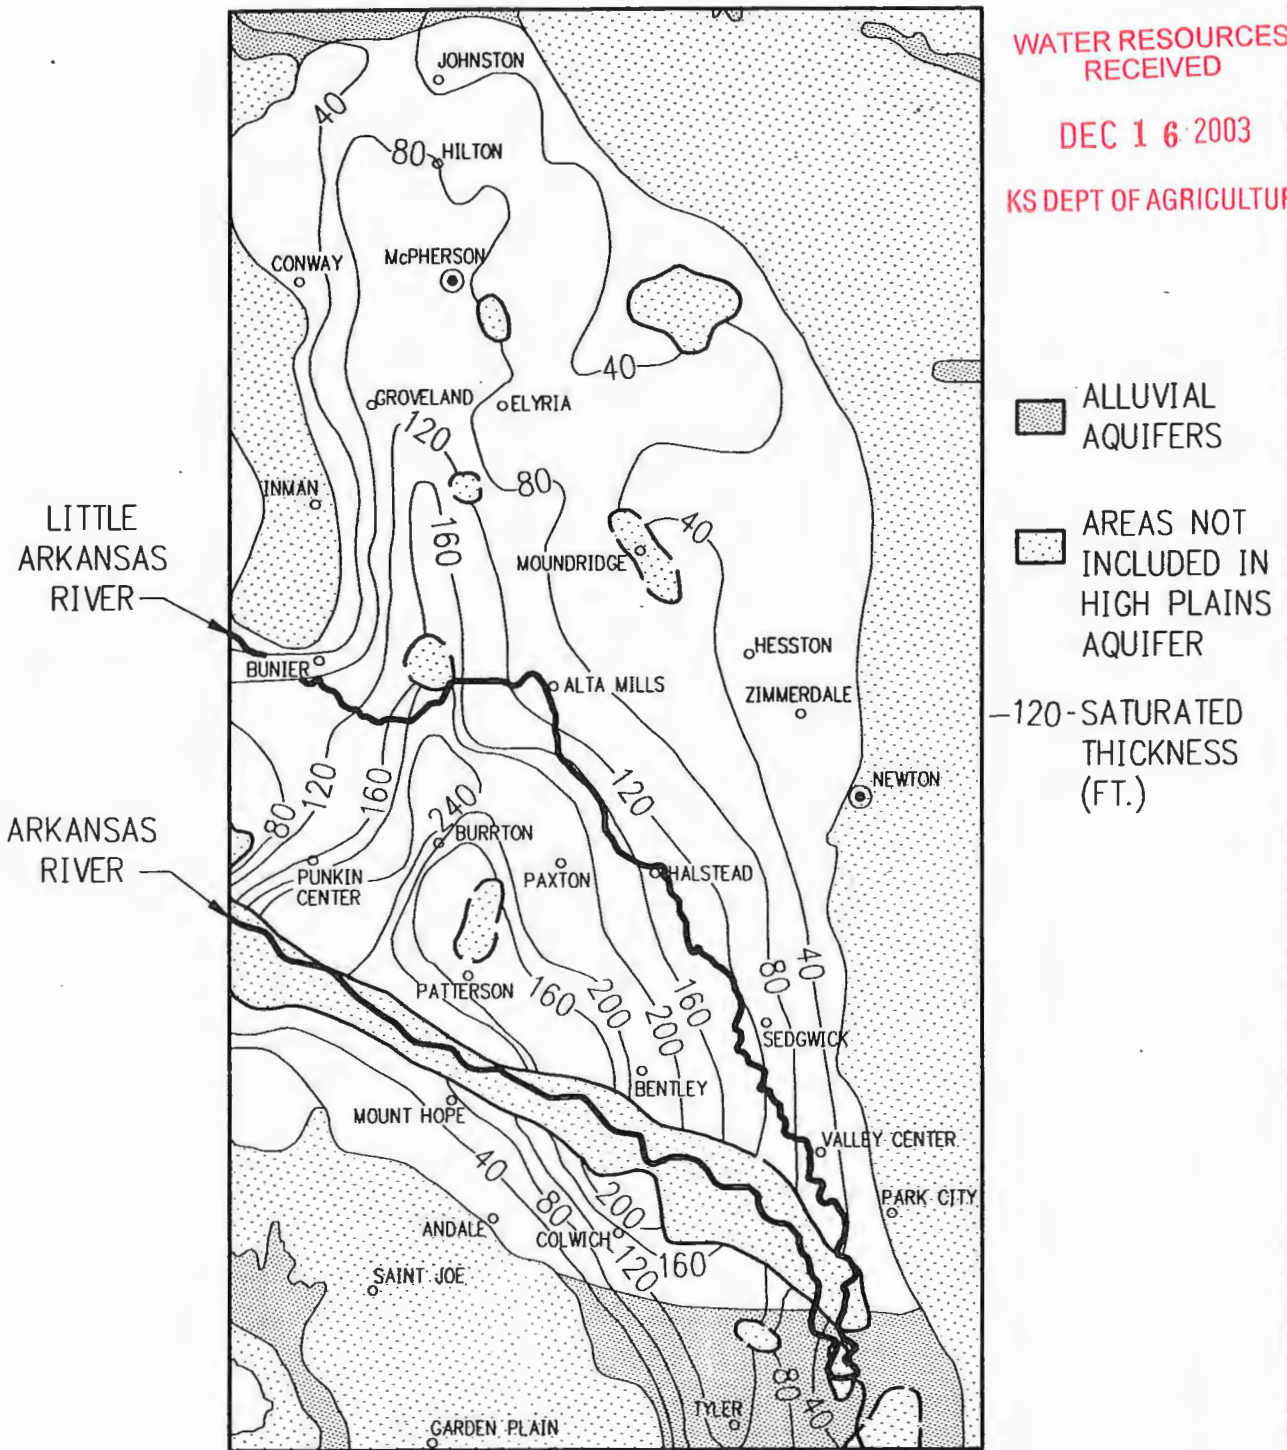 WATER RESOURCES
RECEIVED
DEC 16 2003
KS DEPT OF AGRICULTUR
JOHNSTON
40
80
HILTON
CONWAY
McPHERSON
40
GROVELAND
ELYRIA
120
INMAN
80
160
40
MOUNDRIDGE
LITTLE
ARKANSAS
RIVER
BUNIER
HESSTON
ALTA MILLS
ZIMMERDALE
80
120
160
120
NEWTON
240
BURRTON
ARKANSAS
RIVER
PUNKIN
CENTER
PAXTON
HALSTEAD
PATTERSON
160
200
200
160
80
40
SEDGWICK
BENTLEY
MOUNT HOPE
VALLEY CENTER
40
80
200
PARK CITY
ANDALE
COLWICH
120
160
SAINT JOE
80
40
TYLER
GARDEN PLAIN
ALLUVIAL
AQUIFERS
AREAS NOT
INCLUDED IN
HIGH PLAINS
AQUIFER
-120- SATURATED
THICKNESS
(FT.)